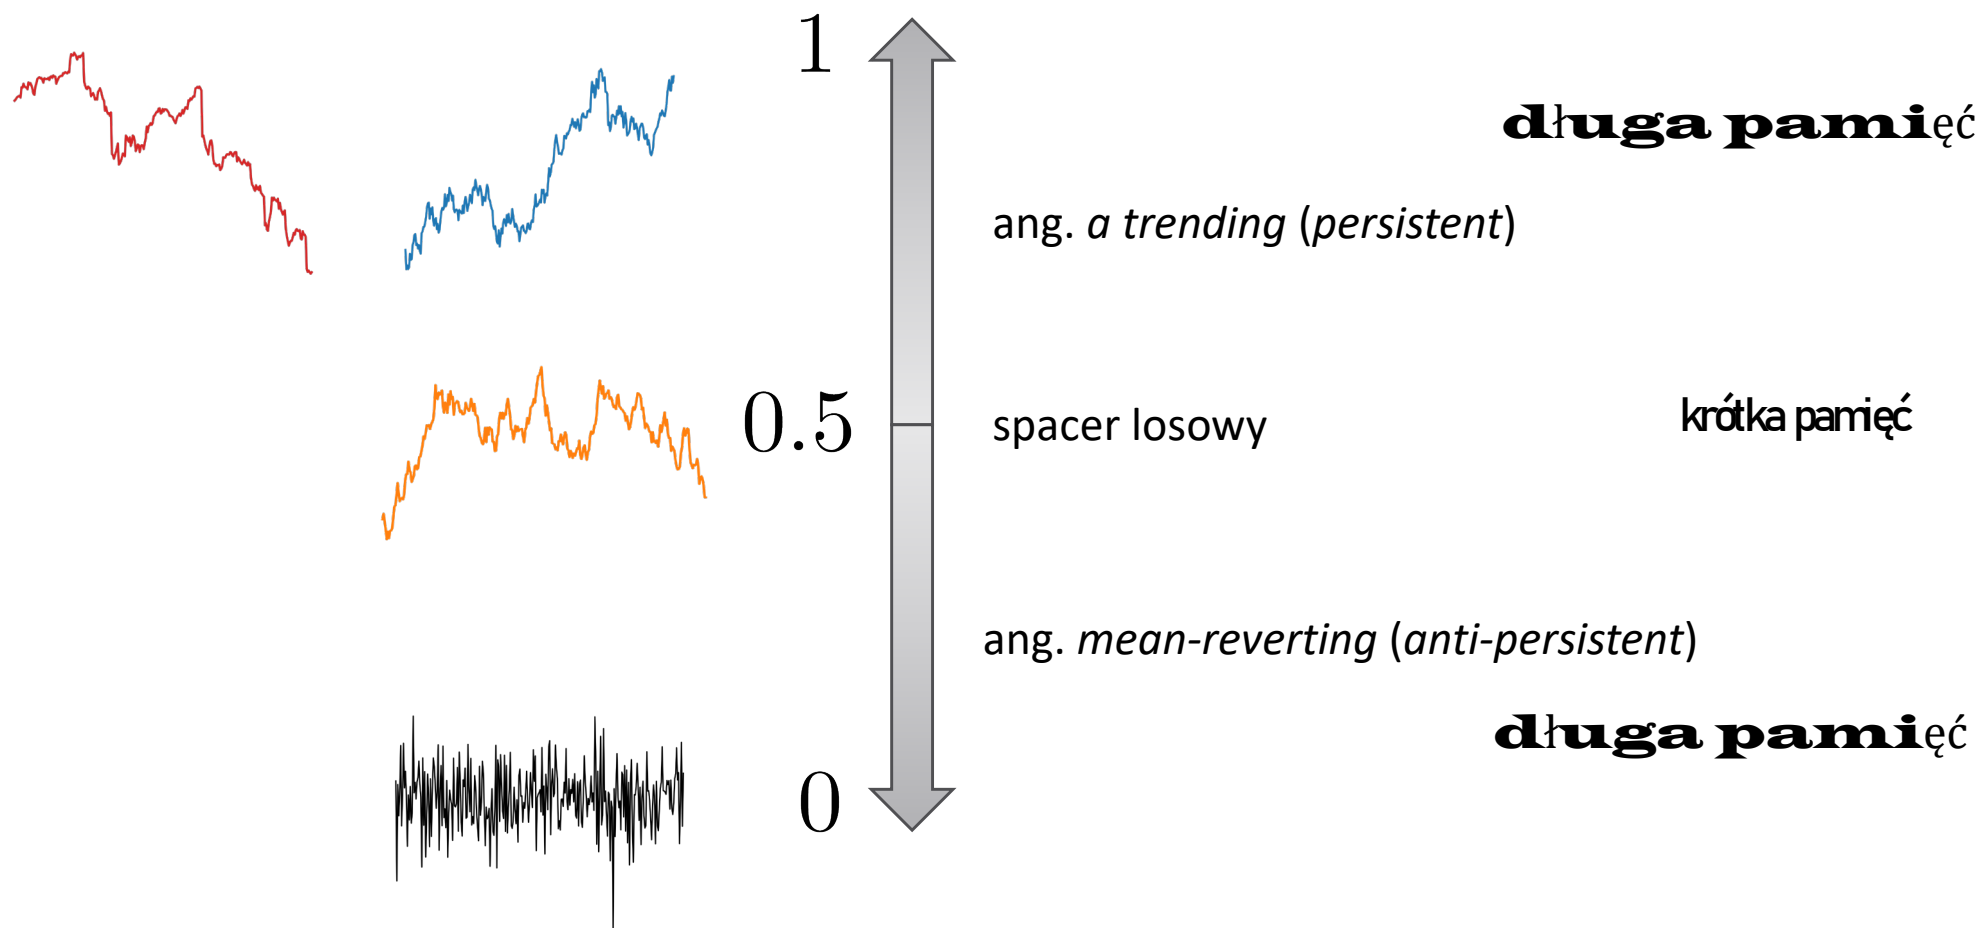 1
długa pamięć
ang. a trending (persistent)
0.5
spacer losowy
krótka pamięć
ang. mean-reverting (anti-persistent)
długa pamięć
0